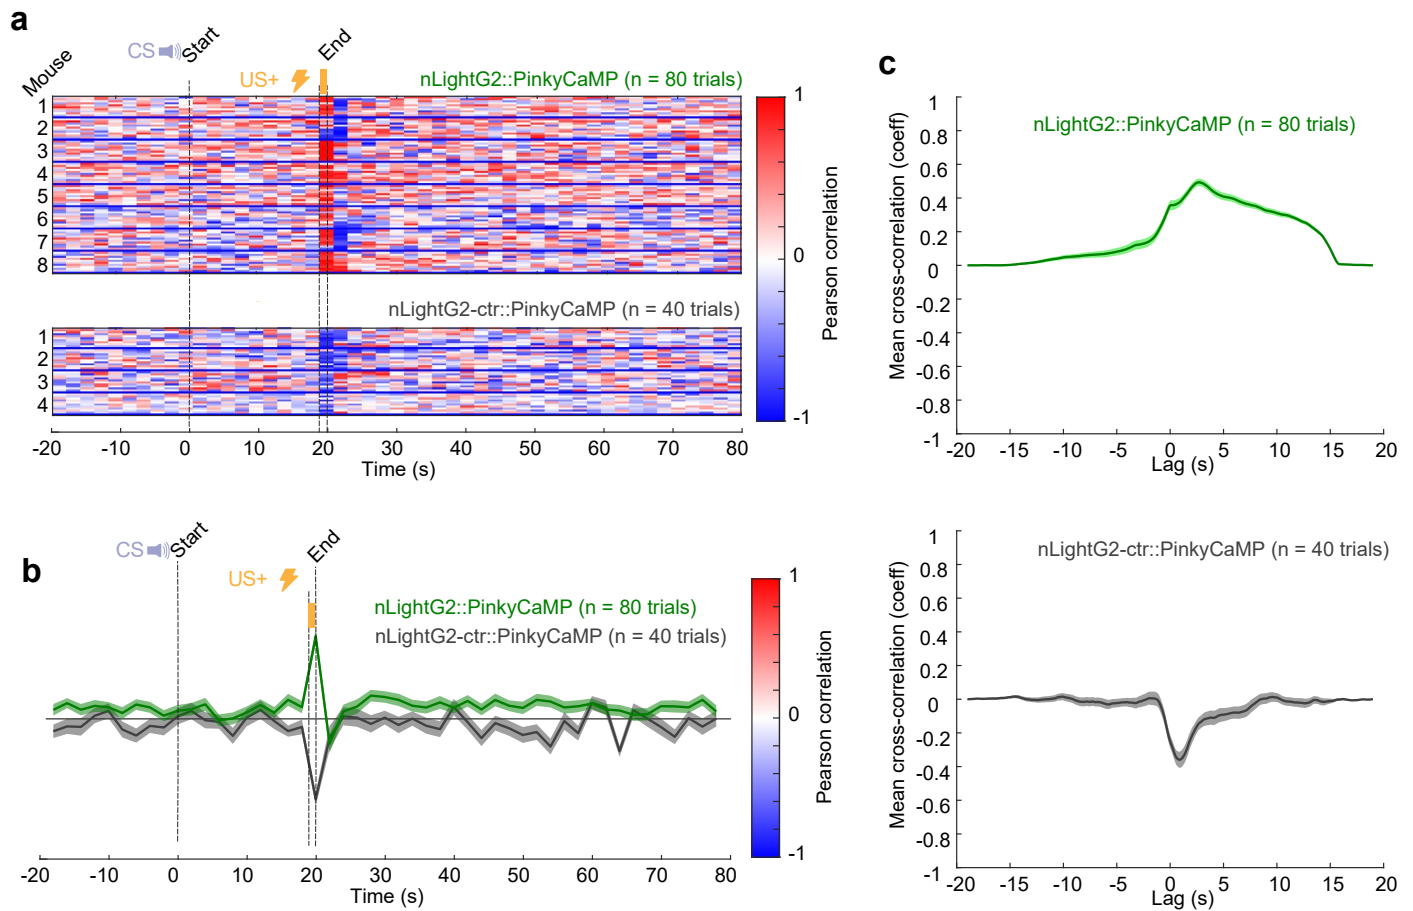 a
Mouse
CS
Start
End
US+
nLightG2::PinkyCaMP (n = 80 trials)
1
2
3
4
5
6
7
8
nLightG2-ctr::PinkyCaMP (n = 40 trials)
1
2
3
4
-20 -10 0 10 20 30 40 50 60 70 80
Time (s)
1
0
-1
Pearson correlation
b
CS
Start
End
US+
nLightG2::PinkyCaMP (n = 80 trials)
nLightG2-ctr::PinkyCaMP (n = 40 trials)
-20 -10 0 10 20 30 40 50 60 70 80
Time (s)
1
0
-1
Pearson correlation
c
nLightG2::PinkyCaMP (n = 80 trials)
1
0.8
0.6
0.4
0.2
0
-0.2
-0.4
-0.6
-0.8
-1
Mean cross-correlation (coeff)
-20 -15 -10 -5 0 5 10 15 20
Lag (s)
nLightG2-ctr::PinkyCaMP (n = 40 trials)
1
0.8
0.6
0.4
0.2
0
-0.2
-0.4
-0.6
-0.8
-1
Mean cross-correlation (coeff)
-20 -15 -10 -5 0 5 10 15 20
Lag (s)